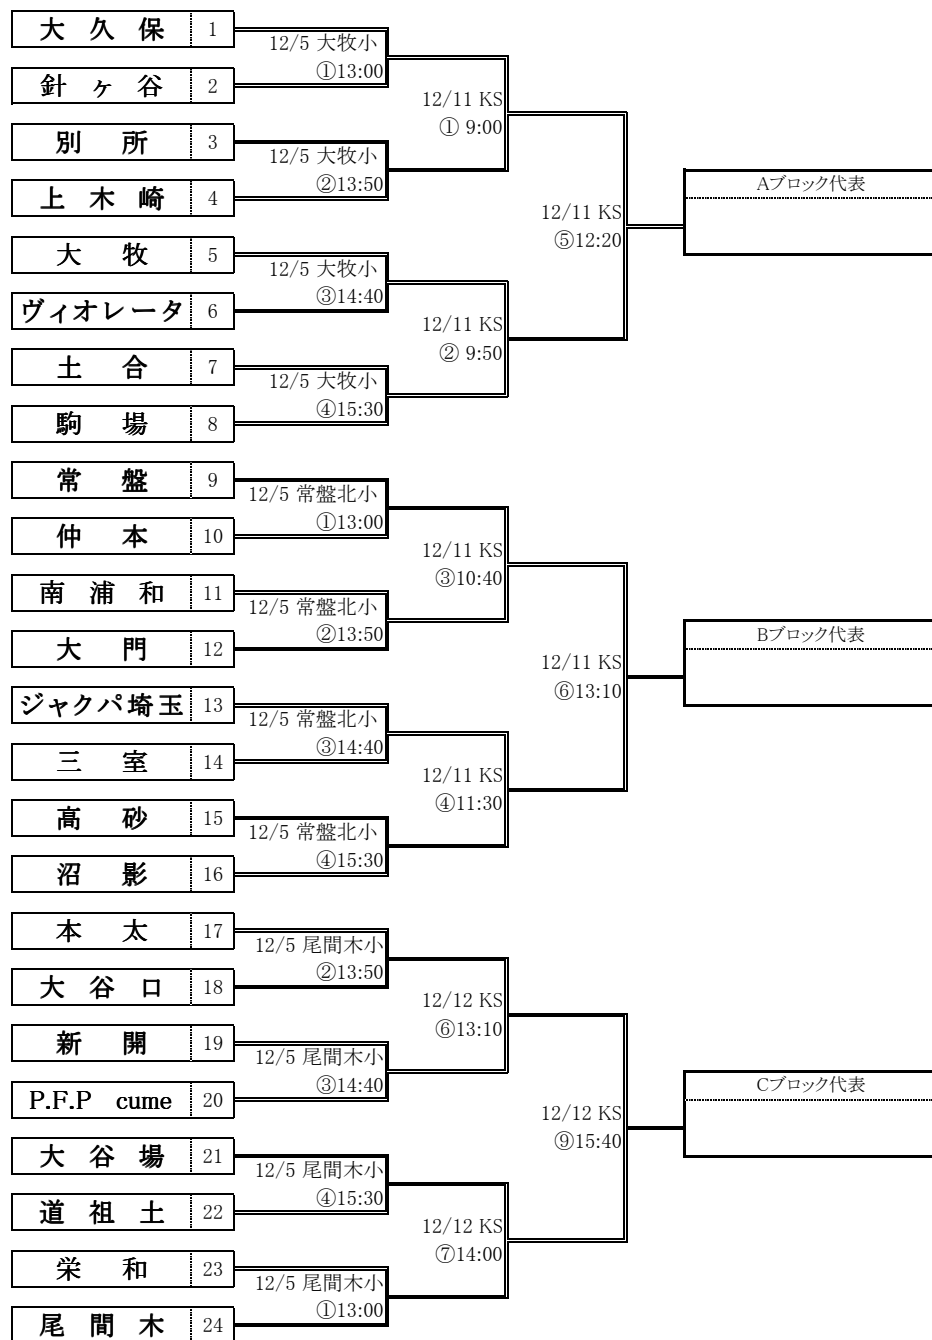 大久保 1
12/5 大牧小
①13:00
針ヶ谷 2
12/11 KS
① 9:00
別所 3
12/5 大牧小
②13:50
上木崎 4
Aブロック代表
12/11 KS
⑤12:20
大牧 5
12/5 大牧小
③14:40
ヴィオレータ 6
12/11 KS
② 9:50
土合 7
12/5 大牧小
④15:30
駒場 8
常盤 9
12/5 常盤北小
①13:00
仲本 10
12/11 KS
③10:40
南浦和 11
12/5 常盤北小
②13:50
大門 12
Bブロック代表
12/11 KS
⑥13:10
ジャクパ埼玉 13
12/5 常盤北小
③14:40
三室 14
12/11 KS
④11:30
高砂 15
12/5 常盤北小
④15:30
沼影 16
本太 17
12/5 尾間木小
②13:50
大谷口 18
12/12 KS
⑥13:10
新開 19
12/5 尾間木小
③14:40
P.F.P cume 20
Cブロック代表
12/12 KS
⑨15:40
大谷場 21
12/5 尾間木小
④15:30
道祖土 22
12/12 KS
⑦14:00
栄和 23
12/5 尾間木小
①13:00
尾間木 24